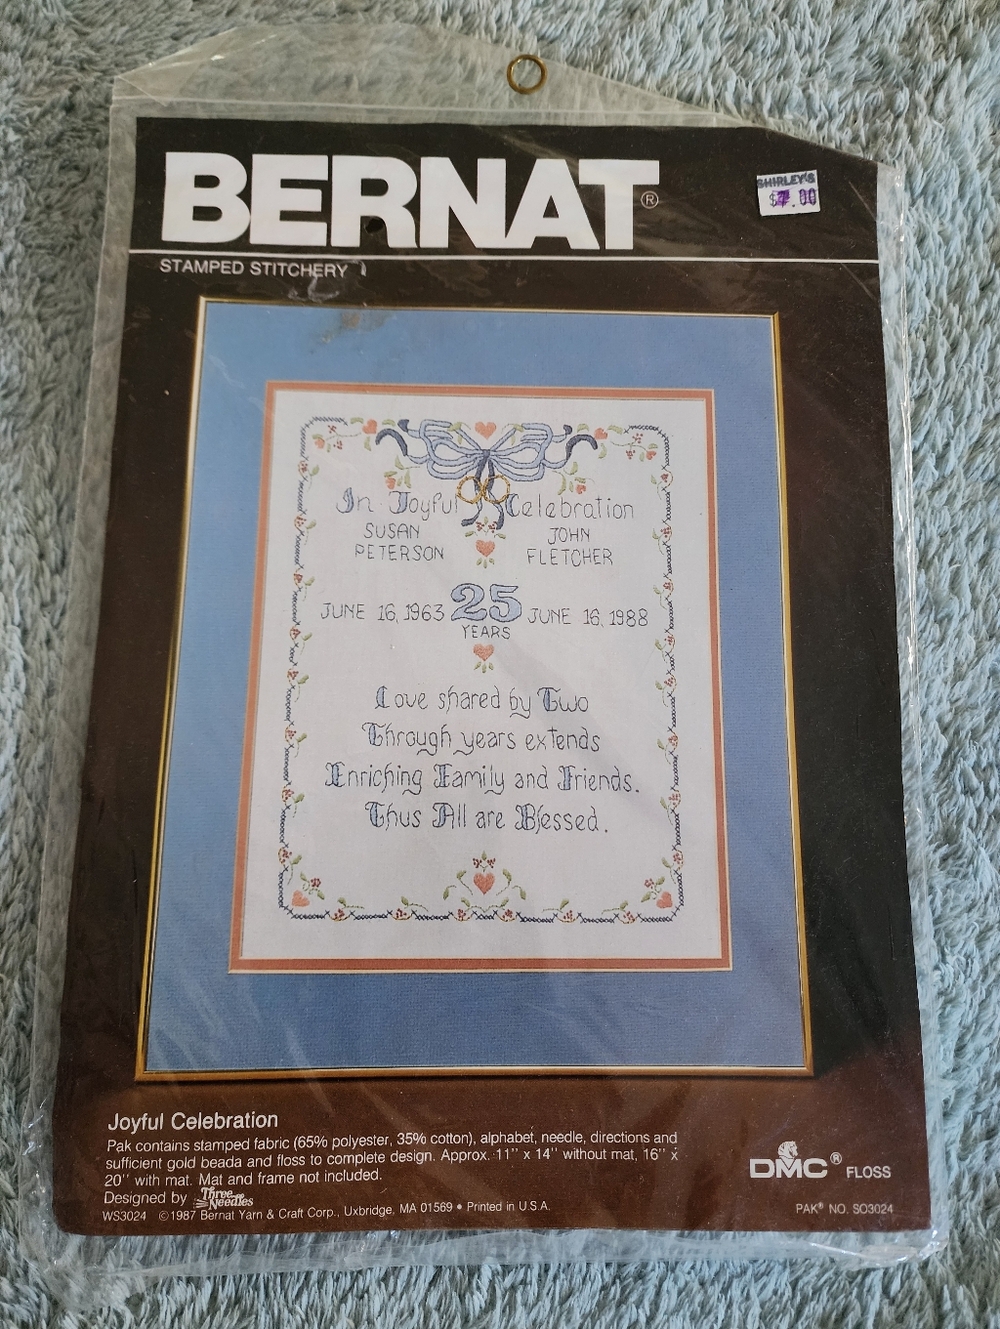 BERNAT®
SHIRLEY'S
$7.00
STAMPED STITCHERY
In Joyful Celebration
SUSAN PETERSON
JOHN FLETCHER
JUNE 16, 1963 25 YEARS JUNE 16, 1988
Love shared by Two
Through years extends
Enriching Family and Friends.
Thus All are Blessed.
Joyful Celebration
Pak contains stamped fabric (65% polyester, 35% cotton), alphabet, needle, directions and
sufficient gold beada and floss to complete design. Approx. 11" x 14" without mat, 16" x
20" with mat. Mat and frame not included.
Designed by Three Needles
WS3024 ©1987 Bernat Yarn & Craft Corp., Uxbridge, MA 01569 • Printed in U.S.A.
DMC® FLOSS
PAK® NO. SO3024